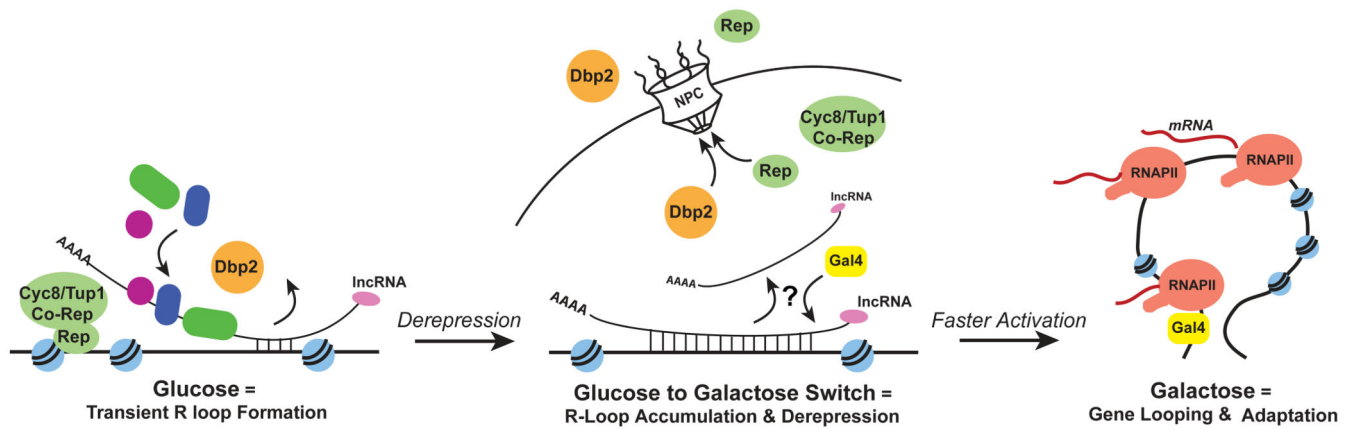 AAAA
Cyc8/Tup1
Co-Rep
Rep
Dbp2
lncRNA
Glucose =
Transient R loop Formation
Derepression
Rep
Dbp2
NPC
Cyc8/Tup1
Co-Rep
Rep
Dbp2
lncRNA
AAAA
Gal4
?
AAAA
lncRNA
Glucose to Galactose Switch =
R-Loop Accumulation & Derepression
Faster Activation
mRNA
RNAPII
RNAPII
RNAPII
Gal4
Galactose =
Gene Looping & Adaptation